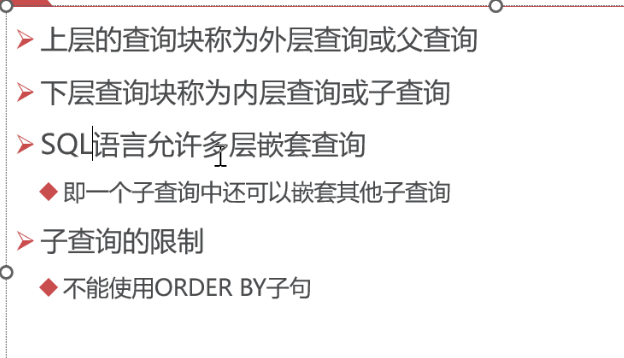 上层的查询块称为外层查询或父查询
下层查询块称为内层查询或子查询
SQL语言允许多层嵌套查询
即一个子查询中还可以嵌套其他子查询
子查询的限制
不能使用ORDER BY子句